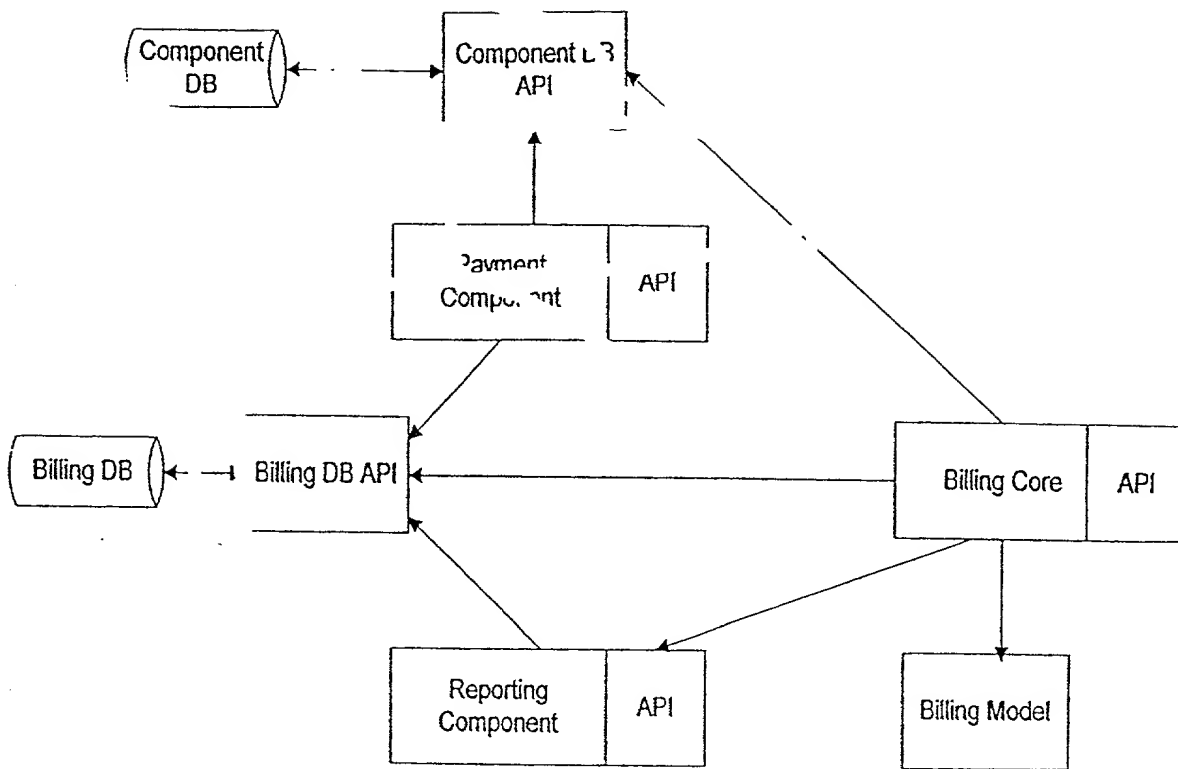 Component
DB
Component DB
API
Payment
Component
API
Billing DB
Billing DB API
Billing Core
API
Reporting
Component
API
Billing Model